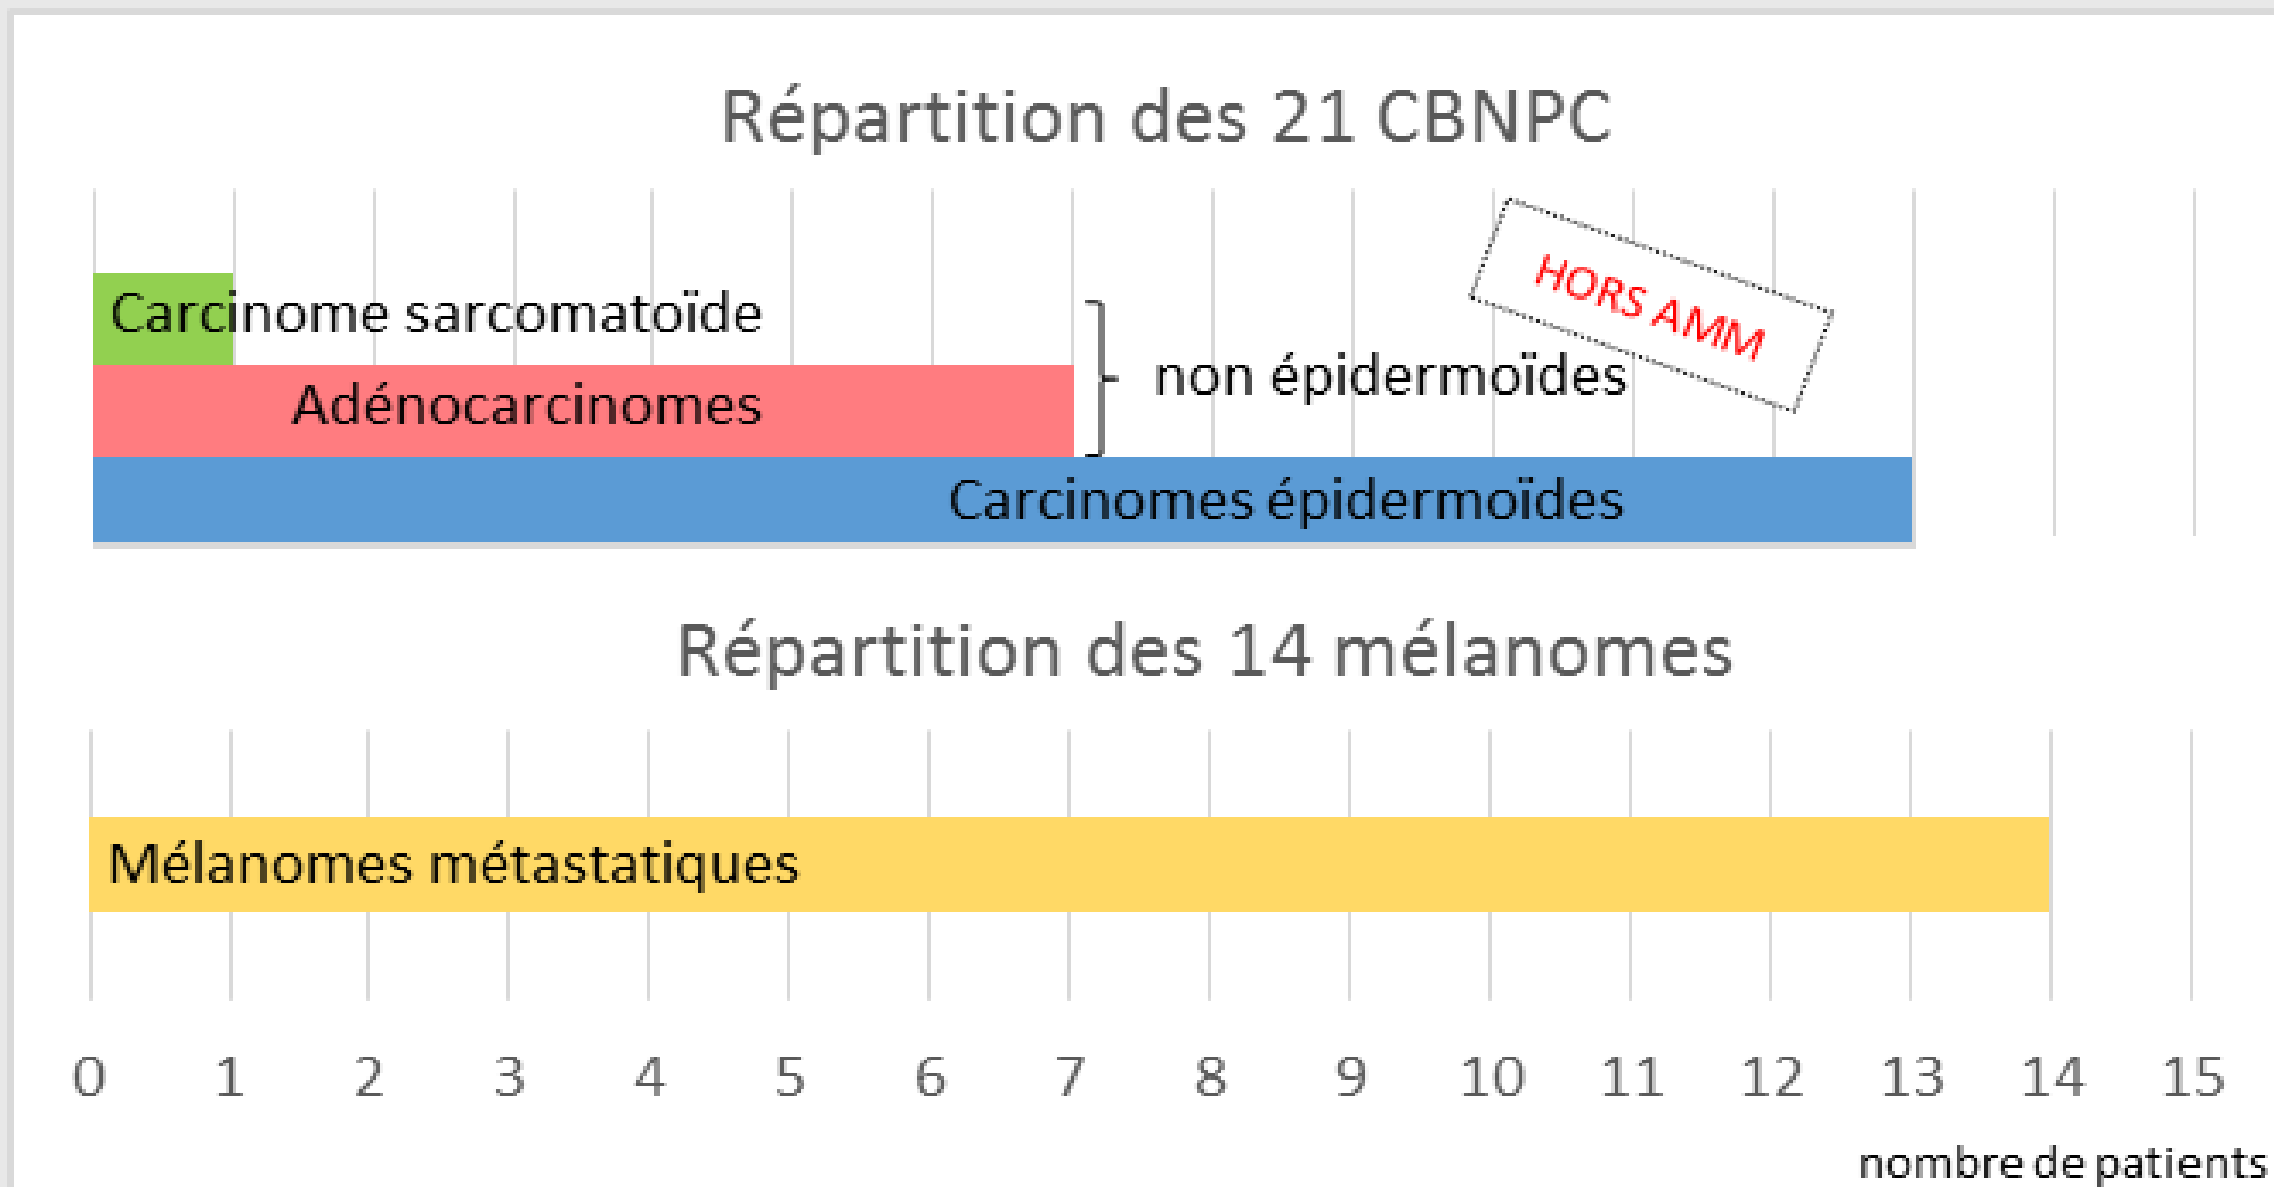 Répartition des 21 CBNPC
HORS AMM
Carcinome sarcomatoïde
non épidermoïdes
Adénocarcinomes
Carcinomes épidermoïdes
Répartition des 14 mélanomes
Mélanomes métastatiques
0 1 2 3 4 5 6 7 8 9 10 11 12 13 14 15
nombre de patients